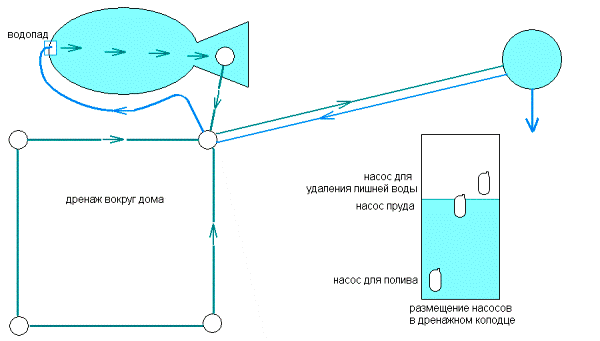 водопад
дренаж вокруг дома
насос для
удаления лишней воды
насос пруда
насос для полива
размещение насосов
в дренажном колодце